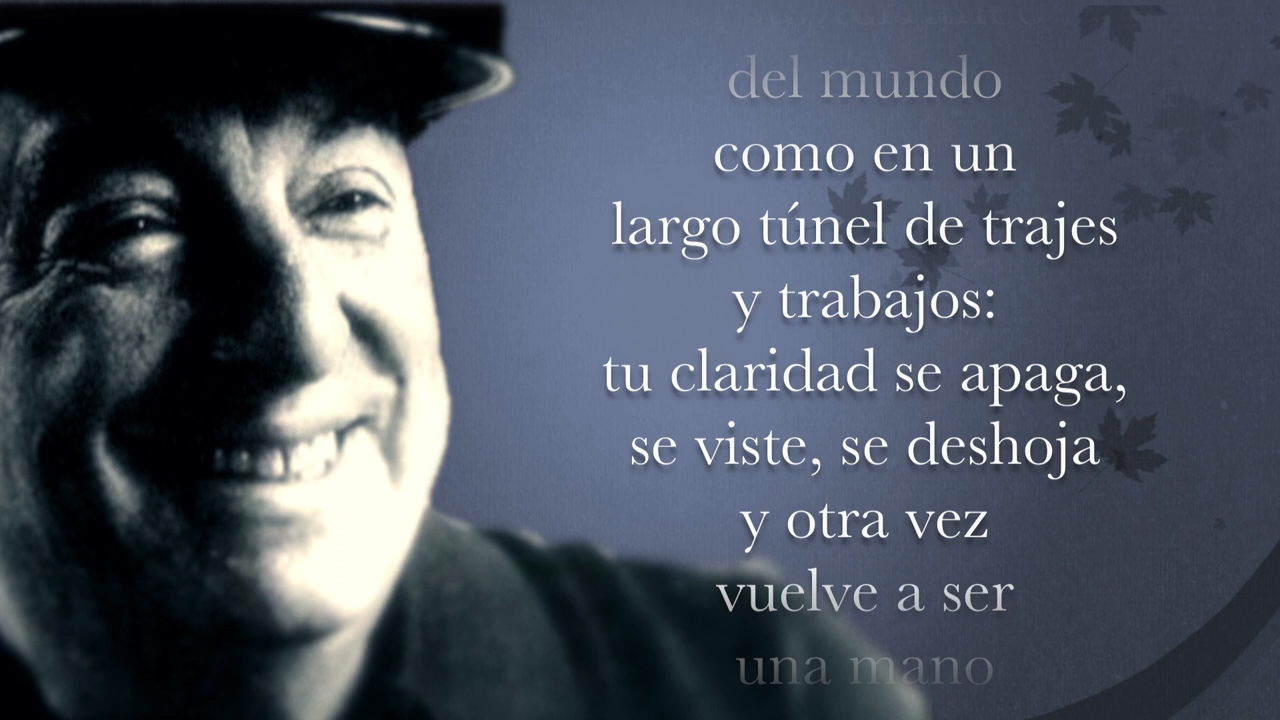 del mundo
como en un
largo túnel de trajes
y trabajos:
tu claridad se apaga,
se viste, se deshoja
y otra vez
vuelve a ser
una mano